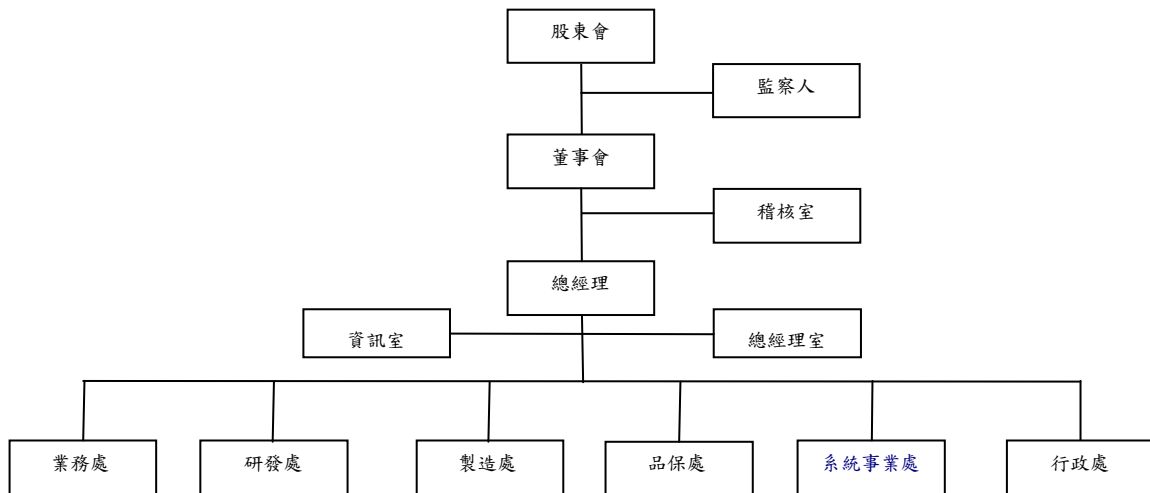 股東會
監察人
董事會
稽核室
總經理
資訊室
總經理室
業務處
研發處
製造處
品保處
系統事業處
行政處